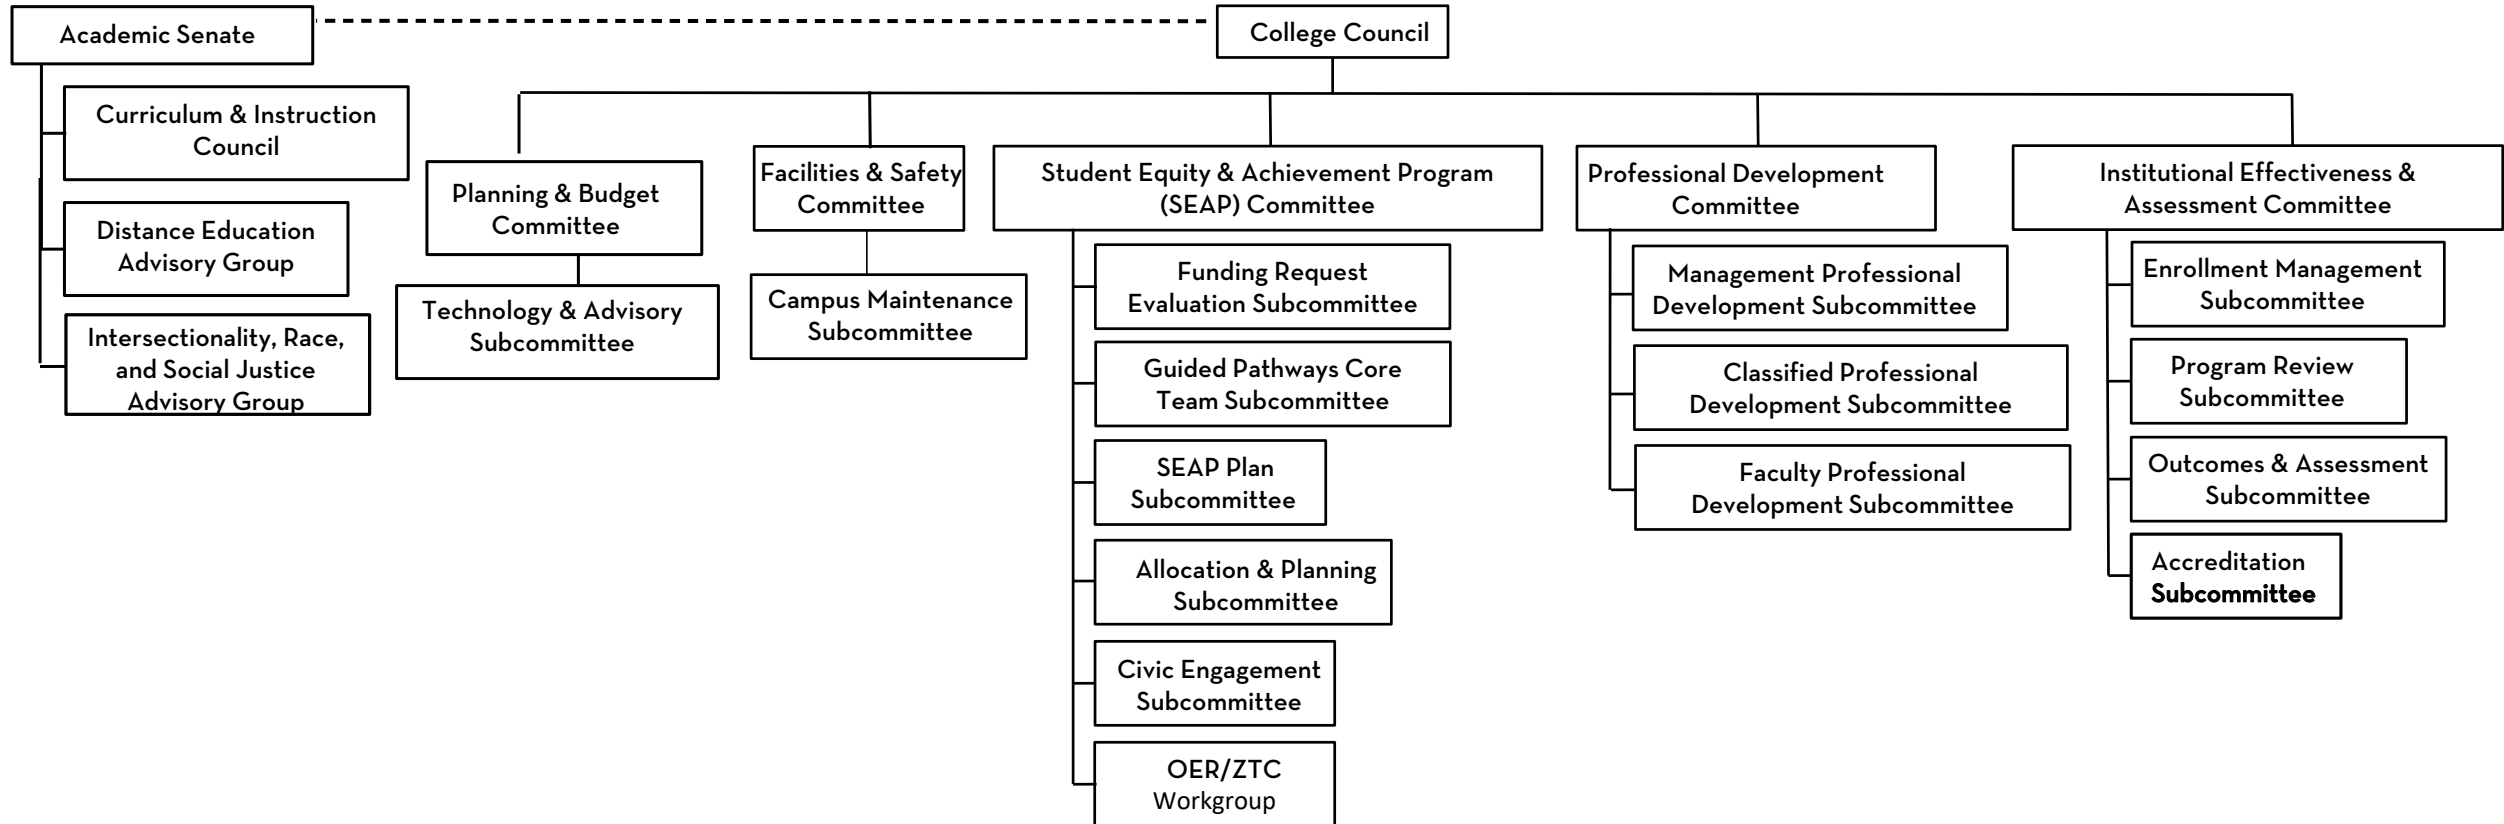 Academic Senate
College Council
Curriculum & Instruction
Council
Distance Education
Advisory Group
Intersectionality, Race,
and Social Justice
Advisory Group
Planning & Budget
Committee
Technology & Advisory
Subcommittee
Facilities & Safety
Committee
Campus Maintenance
Subcommittee
Student Equity & Achievement Program
(SEAP) Committee
Funding Request
Evaluation Subcommittee
Guided Pathways Core
Team Subcommittee
SEAP Plan
Subcommittee
Allocation & Planning
Subcommittee
Civic Engagement
Subcommittee
OER/ZTC
Workgroup
Professional Development
Committee
Management Professional
Development Subcommittee
Classified Professional
Development Subcommittee
Faculty Professional
Development Subcommittee
Institutional Effectiveness &
Assessment Committee
Enrollment Management
Subcommittee
Program Review
Subcommittee
Outcomes & Assessment
Subcommittee
Accreditation
Subcommittee